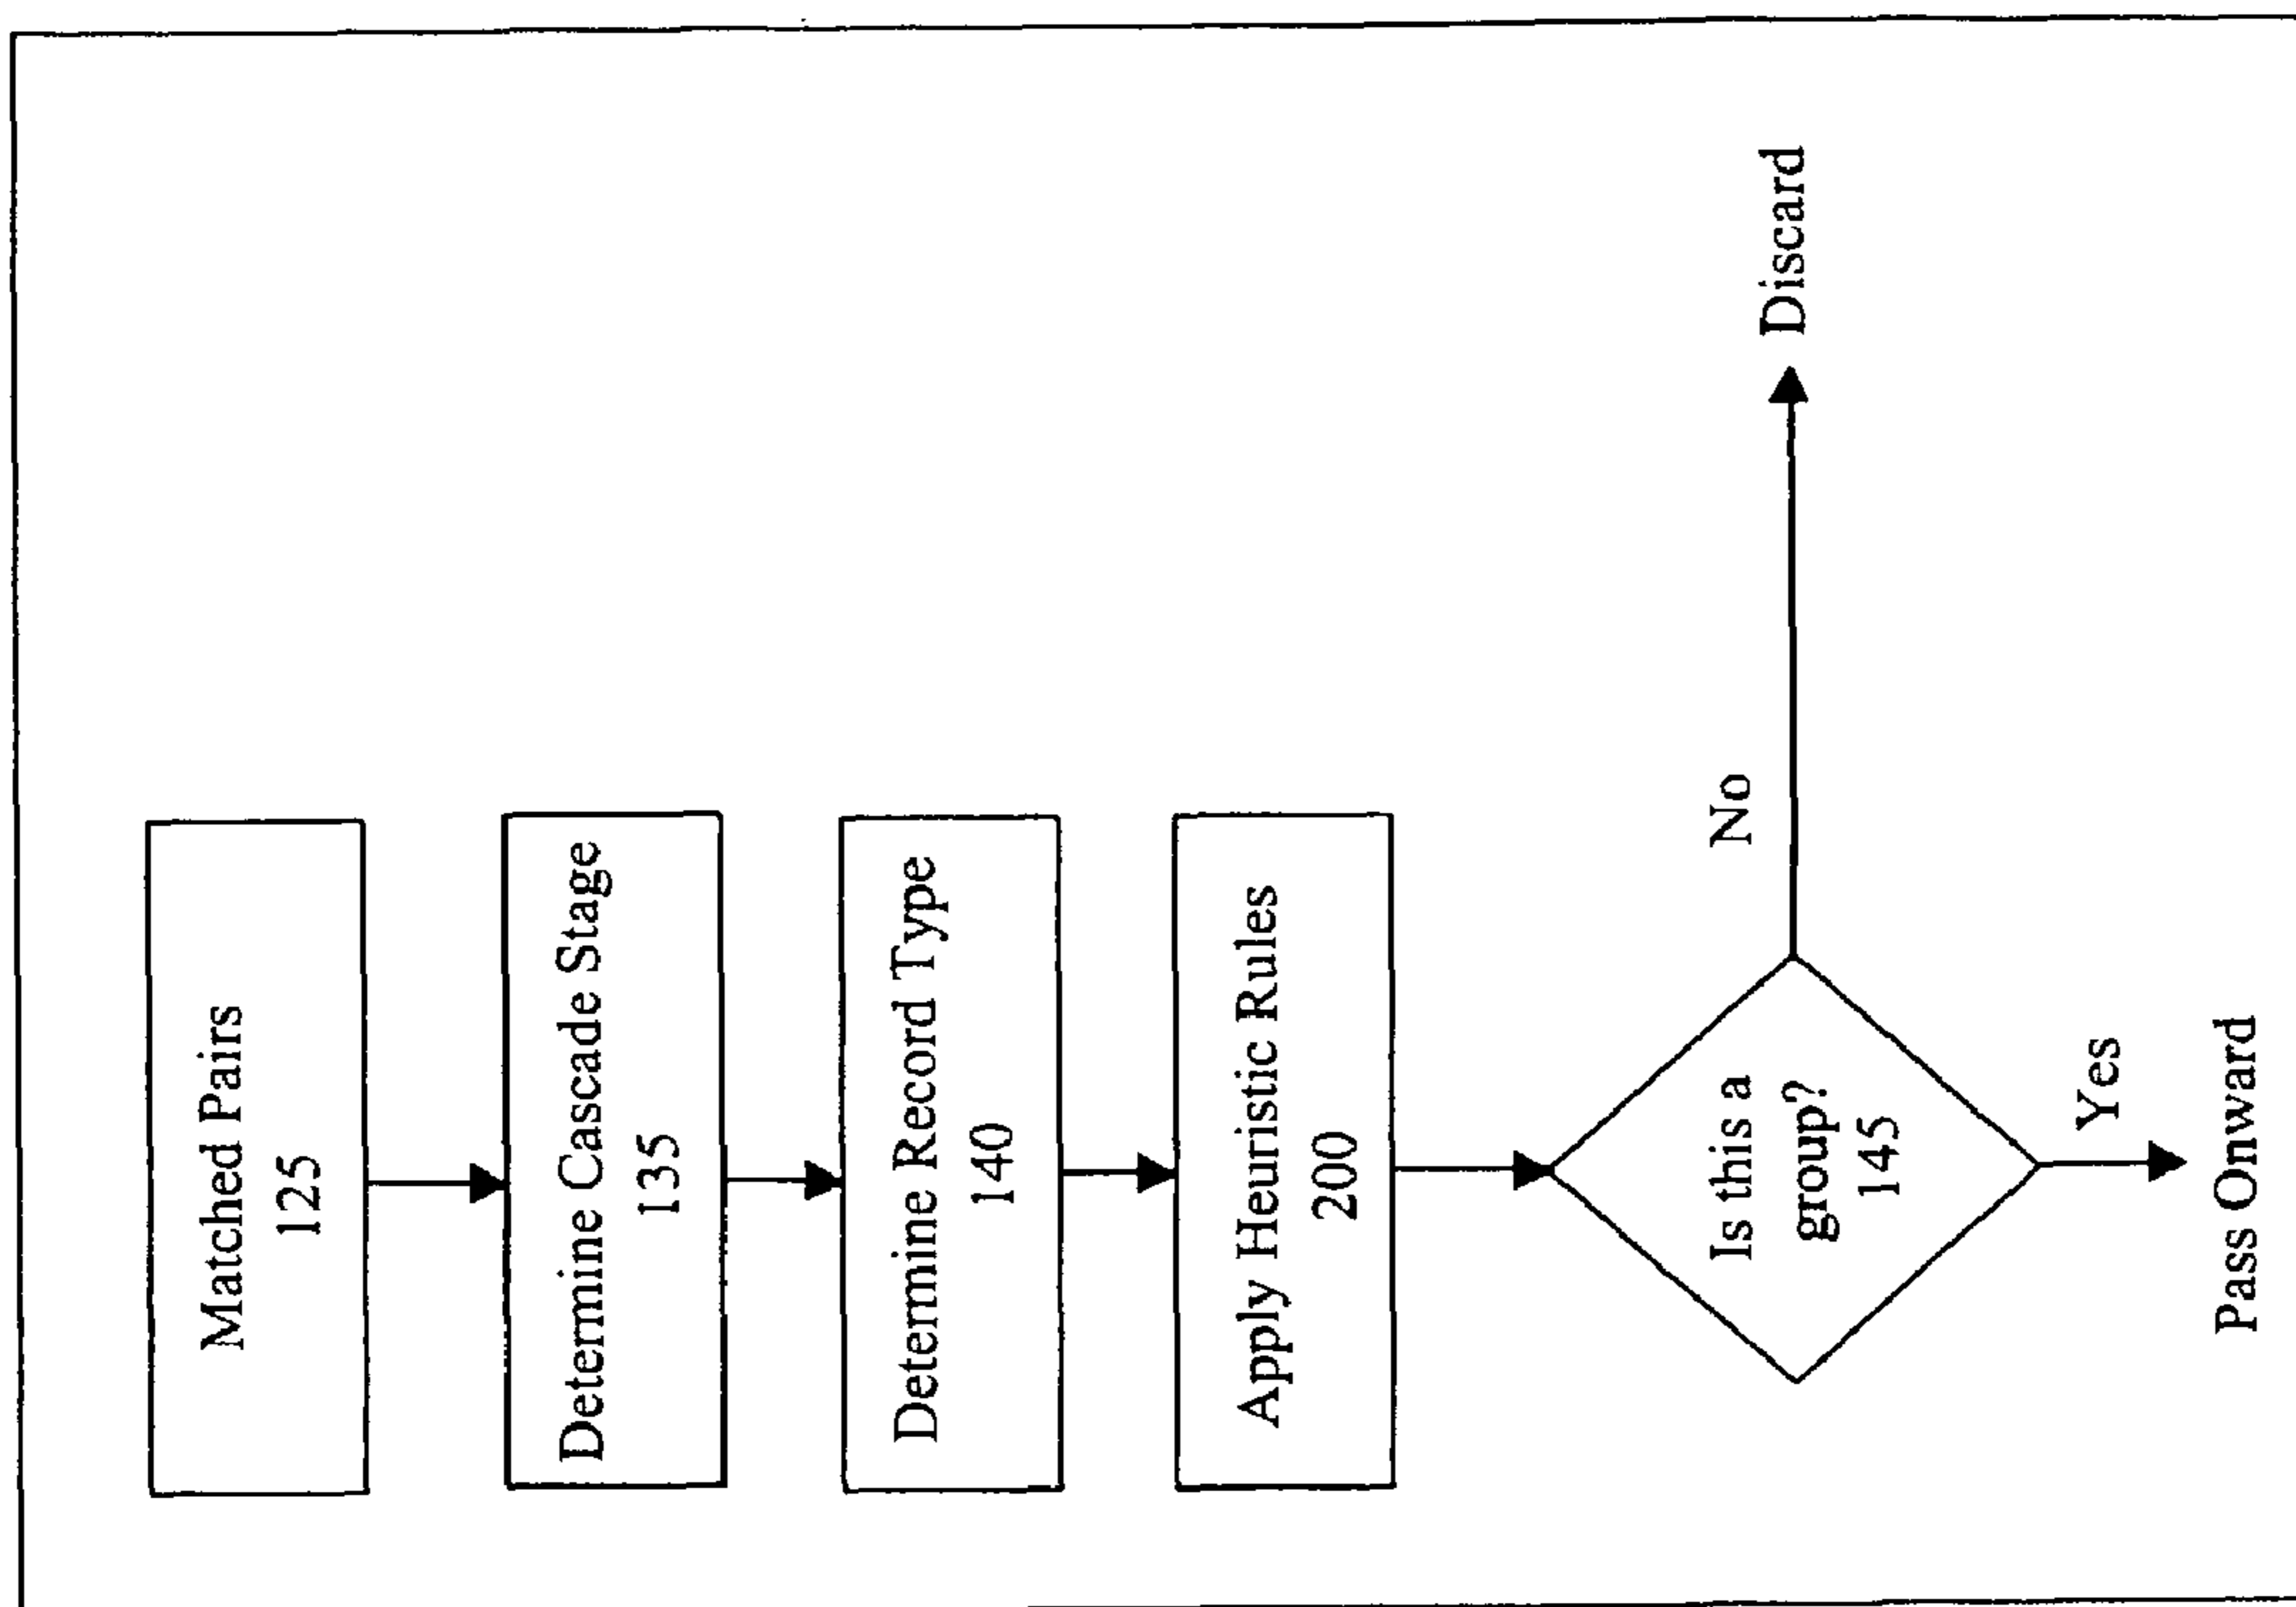 Matched Pairs
125
Determine Cascade Stage
135
Determine Record Type
140
Apply Heuristic Rules
200
Is this a
group?
145
No
Discard
Yes
Pass Onward